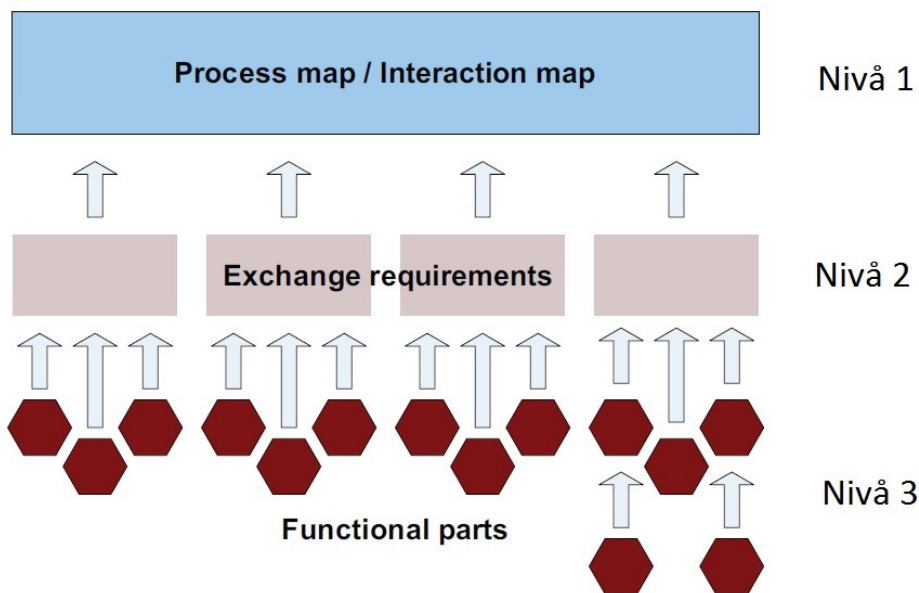 Process map / Interaction map
Nivå 1
Exchange requirements
Nivå 2
Functional parts
Nivå 3